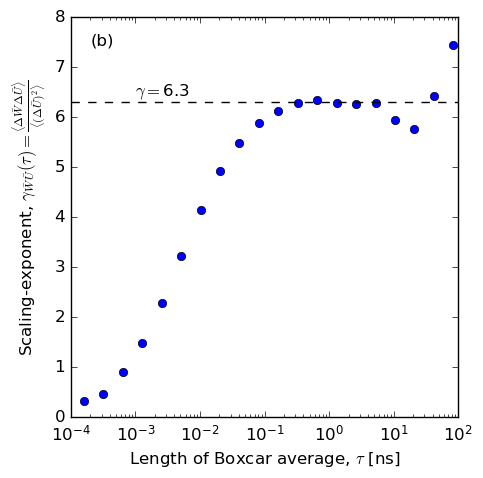 (b)
γ = 6.3
Scaling-exponent, γ_{W̄Ū}(τ) = ⟨ΔW̄ΔŪ⟩/⟨(ΔŪ)²⟩
8
7
6
5
4
3
2
1
0
10⁻⁴ 10⁻³ 10⁻² 10⁻¹ 10⁰ 10¹ 10²
Length of Boxcar average, τ [ns]